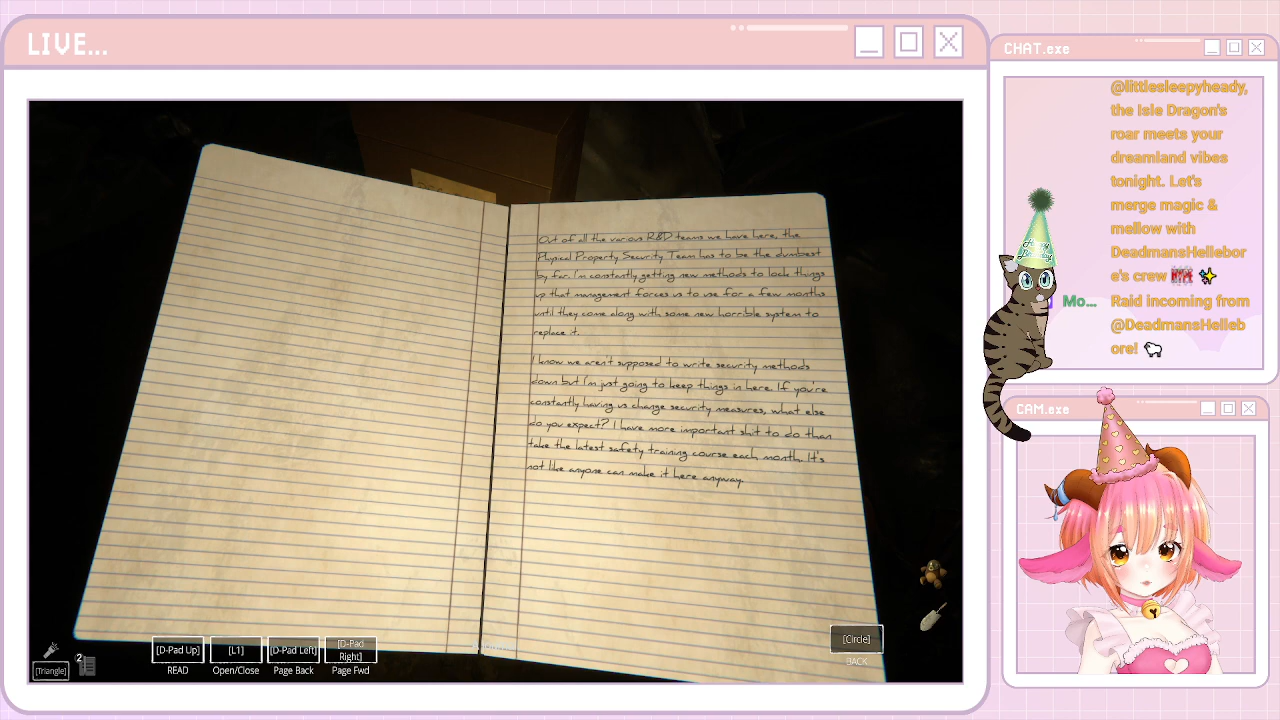 LIVE...
CHAT.exe
@littlesleepyheady,
the Isle Dragon's
roar meets your
dreamland vibes
tonight. Let's
merge magic &
mellow with
DeadmansHellebor
e's crew
Mo... Raid incoming from
@DeadmansHelleb
ore!
CAM.exe
Out of all the various R&D teams we have here, the
Physical Property Security Team has to be the dumbest
by far. I'm constantly getting new methods to lock things
up that management forces us to use for a few months
until they come along with some new horrible system to
replace it.
I know we aren't supposed to write security methods
down but I'm just going to keep things in here. If you're
constantly having us change security measures, what else
do you expect? I have more important shit to do than
take the latest safety training course each month. It's
not like anyone can make it here anyway.
[Triangle]
2
[D-Pad Up]
READ
[L1]
Open/Close
[D-Pad Left]
Page Back
[D-Pad
Right]
Page Fwd
[Circle]
BACK